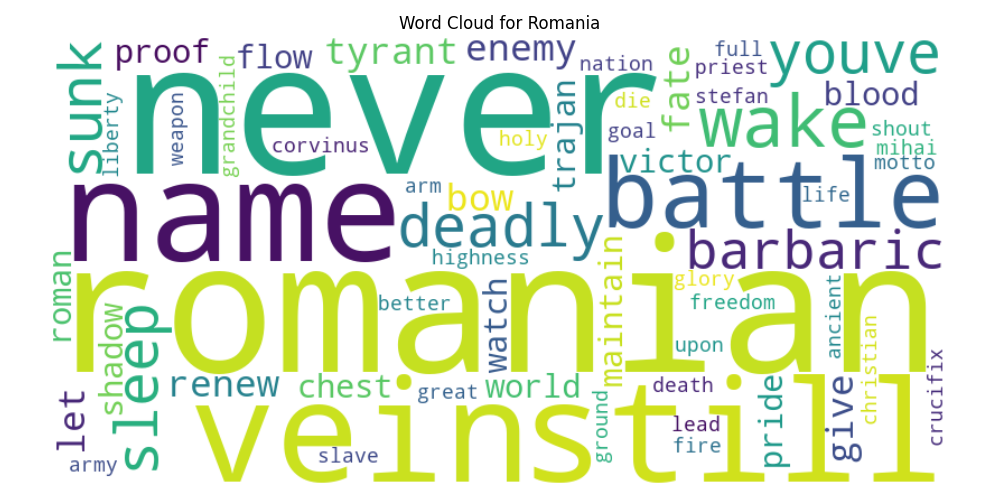 Word Cloud for Romania
proof
flow
tyrant
enemy
nation
fate
full
priest
youve
sunk
never
grandchild
liberty
weapon
corvinus
holy
trajan
die
goal
stefan
blood
wake
shout
mihai
motto
victor
name
arm
bow
deadly
battle
life
highness
barbaric
roman
romanian
better
watch
maintain
glory
freedom
ancient
upon
shadow
sleep
renew
chest
great
world
ground
death
pride
give
christian
crucifix
let
army
veinstill
slave
lead
fire